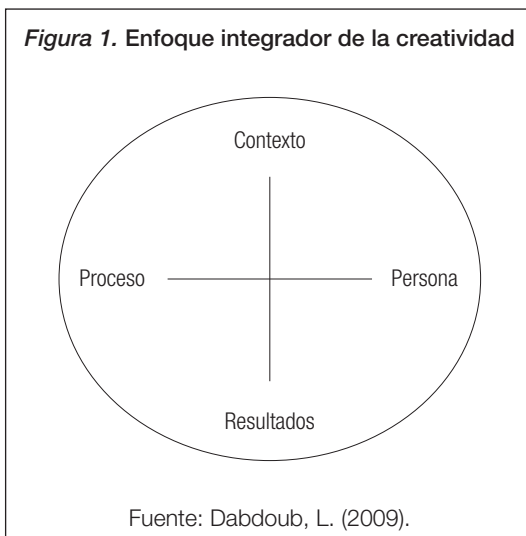 Figura 1. Enfoque integrador de la creatividad
Contexto
Proceso Persona
Resultados
Fuente: Dabdoub, L. (2009).